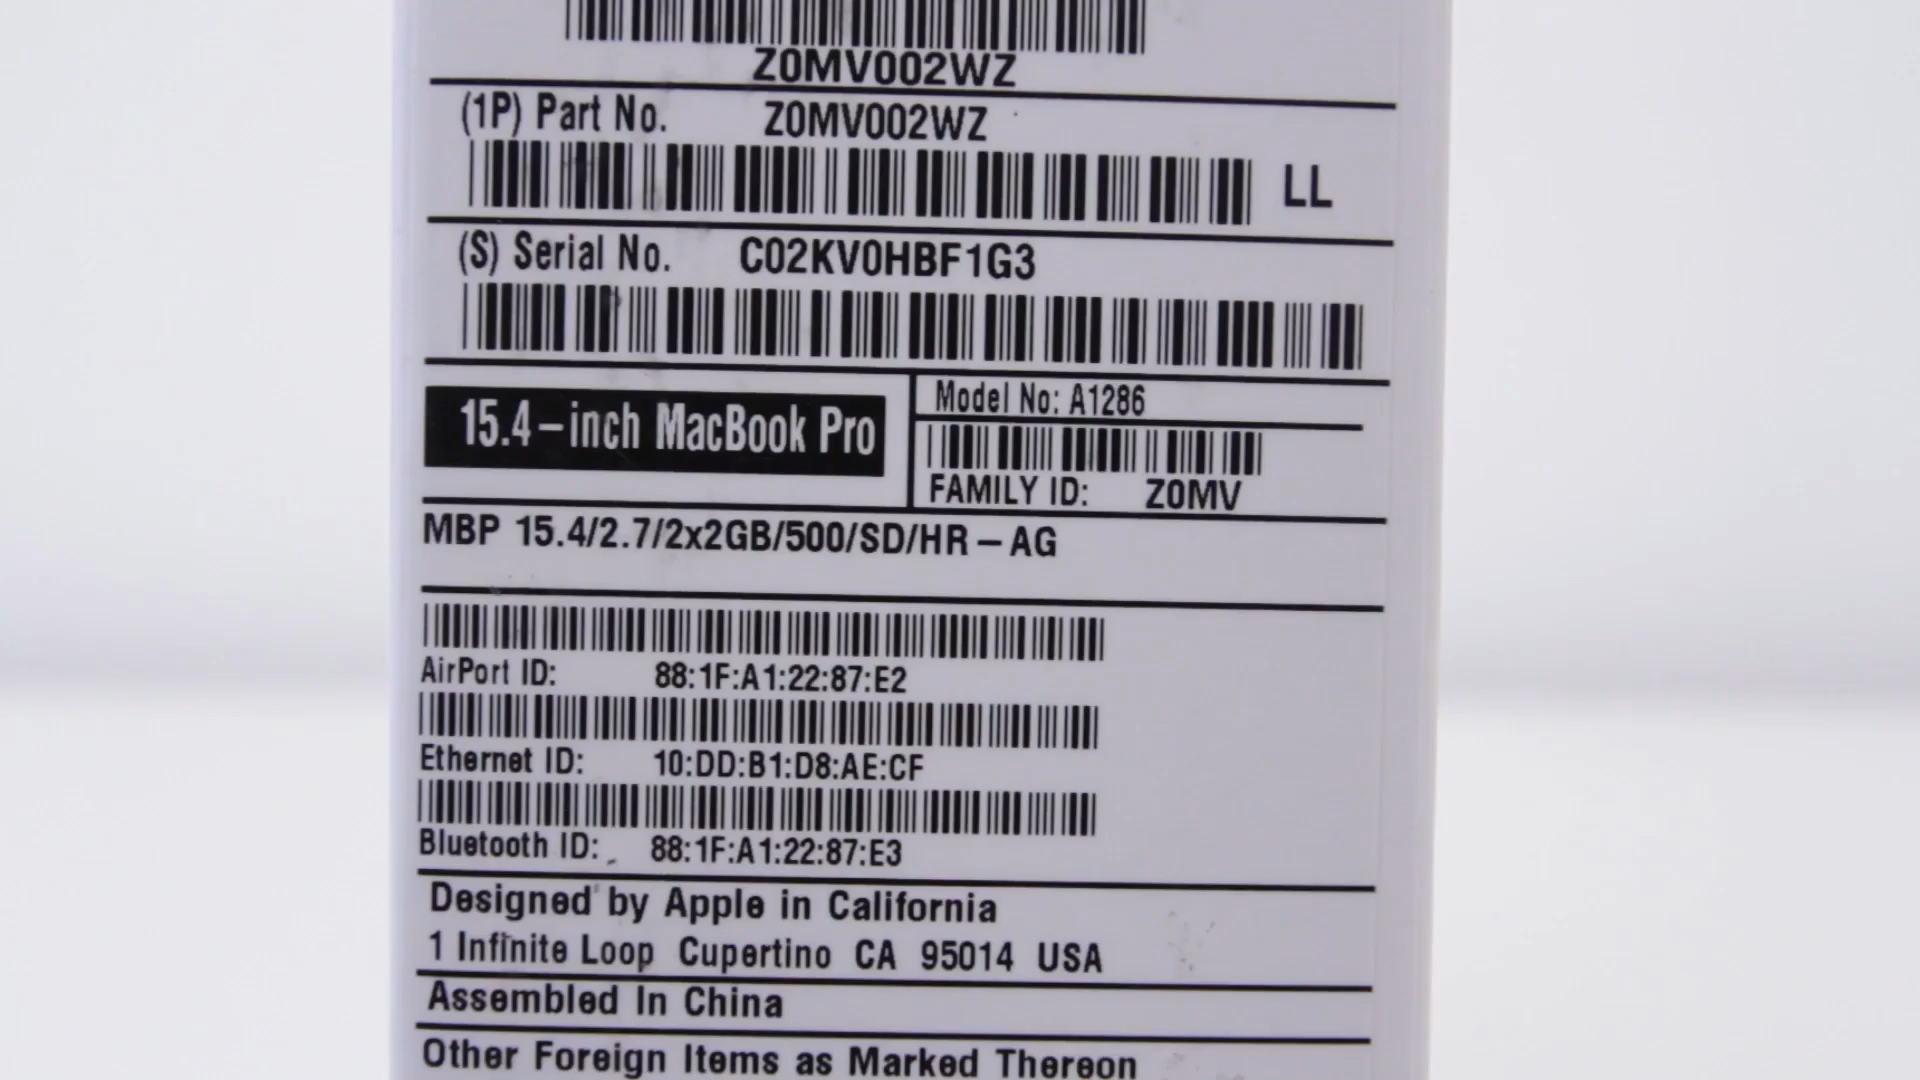 Z0MV002WZ
(1P) Part No. Z0MV002WZ
LL
(S) Serial No. C02KV0HBF1G3
15.4-inch MacBook Pro
Model No: A1286
FAMILY ID: Z0MV
MBP 15.4/2.7/2x2GB/500/SD/HR-AG
AirPort ID: 88:1F:A1:22:87:E2
Ethernet ID: 10:DD:B1:D8:AE:CF
Bluetooth ID: 88:1F:A1:22:87:E3
Designed by Apple in California
1 Infinite Loop Cupertino CA 95014 USA
Assembled In China
Other Foreign Items as Marked Thereon